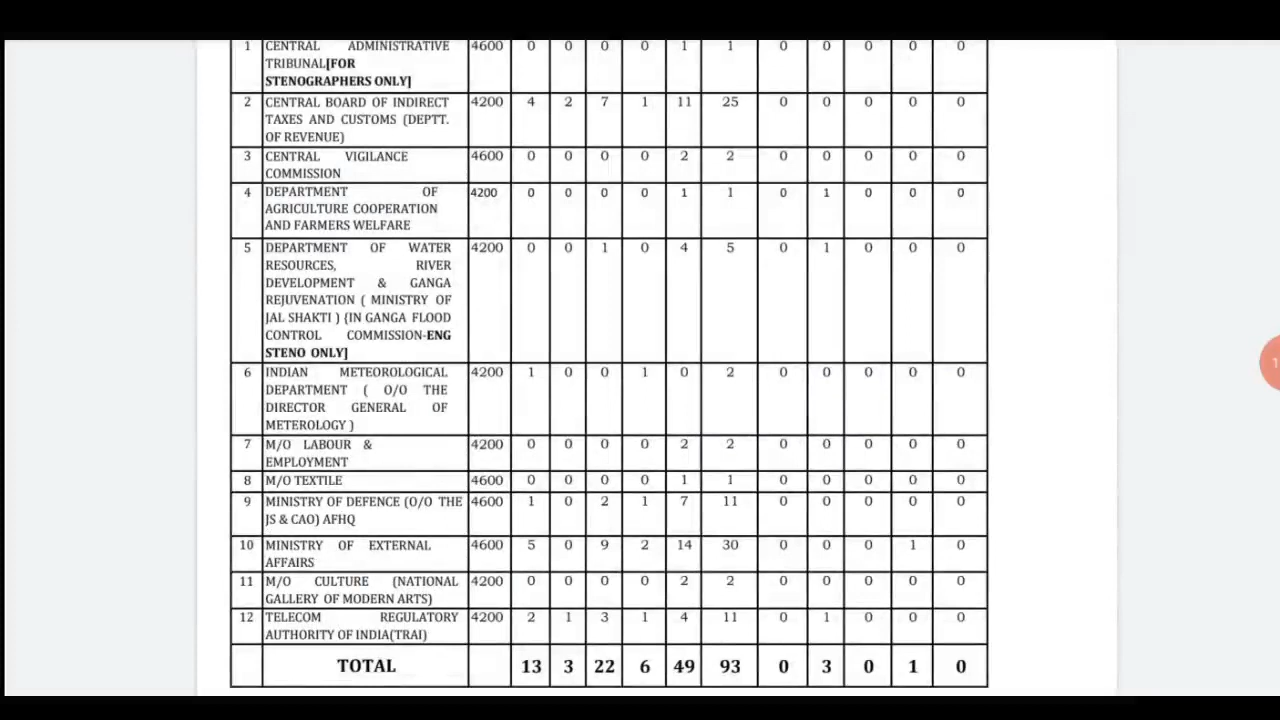 1 CENTRAL ADMINISTRATIVE 4600 0 0 0 0 1 1 0 0 0 0 0
TRIBUNAL[FOR
STENOGRAPHERS ONLY]
2 CENTRAL BOARD OF INDIRECT 4200 4 2 7 1 11 25 0 0 0 0 0
TAXES AND CUSTOMS (DEPTT.
OF REVENUE)
3 CENTRAL VIGILANCE 4600 0 0 0 0 2 2 0 0 0 0 0
COMMISSION
4 DEPARTMENT OF 4200 0 0 0 0 1 1 0 1 0 0 0
AGRICULTURE COOPERATION
AND FARMERS WELFARE
5 DEPARTMENT OF WATER 4200 0 0 1 0 4 5 0 1 0 0 0
RESOURCES, RIVER
DEVELOPMENT & GANGA
REJUVENATION ( MINISTRY OF
JAL SHAKTI ) (IN GANGA FLOOD
CONTROL COMMISSION-ENG
STENO ONLY]
6 INDIAN METEOROLOGICAL 4200 1 0 0 1 0 2 0 0 0 0 0
DEPARTMENT ( O/O THE
DIRECTOR GENERAL OF
METEROLOGY )
7 M/O LABOUR & 4200 0 0 0 0 2 2 0 0 0 0 0
EMPLOYMENT
8 M/O TEXTILE 4600 0 0 0 0 1 1 0 0 0 0 0
9 MINISTRY OF DEFENCE (O/O THE 4600 1 0 2 1 7 11 0 0 0 0 0
JS & CAO) AFHQ
10 MINISTRY OF EXTERNAL 4600 5 0 9 2 14 30 0 0 0 1 0
AFFAIRS
11 M/O CULTURE (NATIONAL 4200 0 0 0 0 2 2 0 0 0 0 0
GALLERY OF MODERN ARTS)
12 TELECOM REGULATORY 4200 2 1 3 1 4 11 0 1 0 0 0
AUTHORITY OF INDIA(TRAI)
TOTAL 13 3 22 6 49 93 0 3 0 1 0